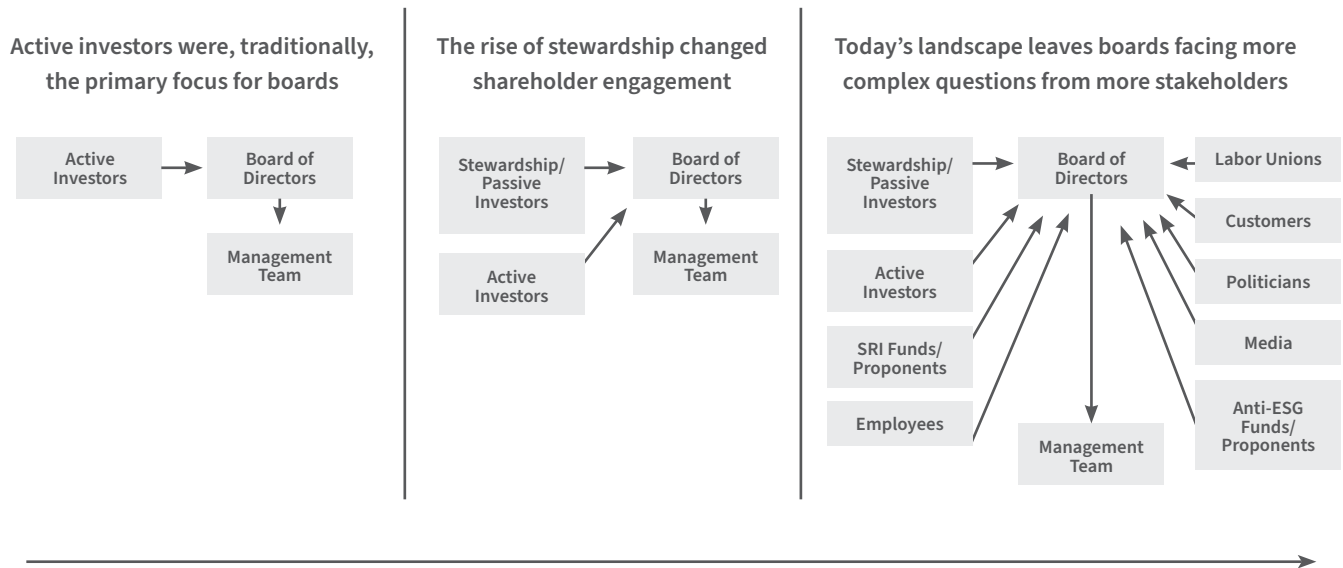 Active investors were, traditionally,
the primary focus for boards
Active
Investors
Board of
Directors
Management
Team
The rise of stewardship changed
shareholder engagement
Stewardship/
Passive
Investors
Board of
Directors
Active
Investors
Management
Team
Today’s landscape leaves boards facing more
complex questions from more stakeholders
Stewardship/
Passive
Investors
Active
Investors
SRI Funds/
Proponents
Employees
Board of
Directors
Management
Team
Labor Unions
Customers
Politicians
Media
Anti-ESG
Funds/
Proponents